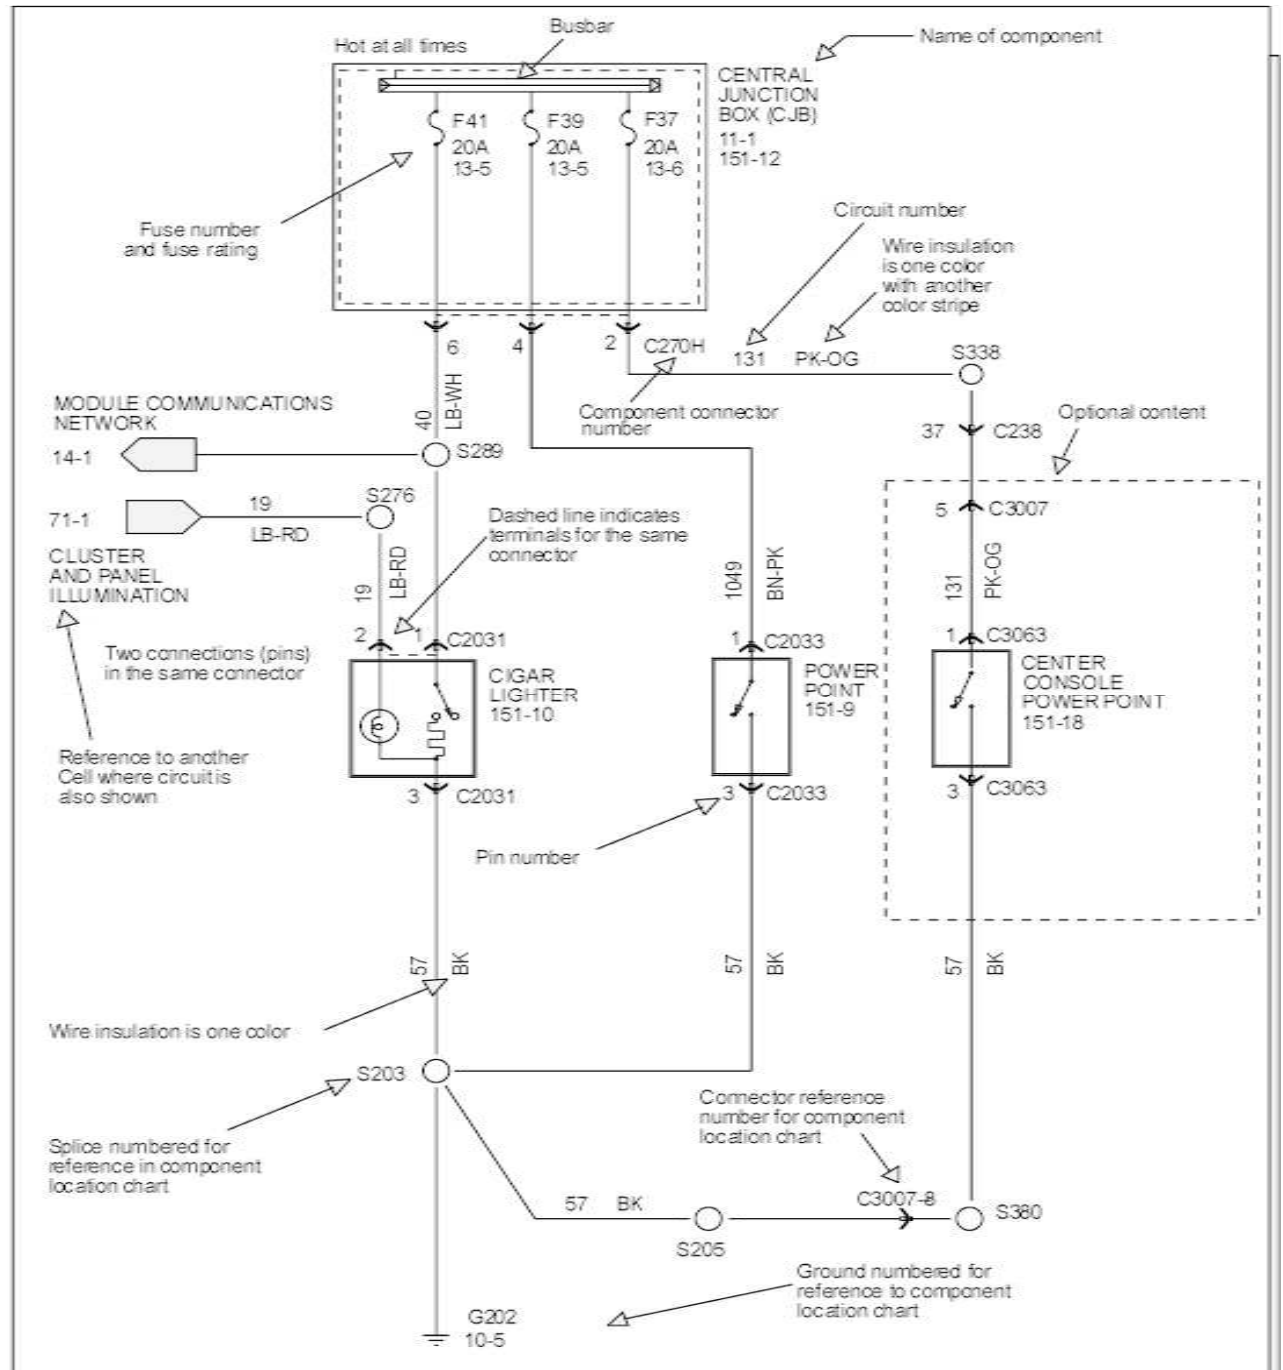 Busbar
Hot at all times
Name of component
CENTRAL
JUNCTION
BOX (CJB)
11-1
151-12
F41
20A
13-5
F39
20A
13-5
F37
20A
13-6
Fuse number
and fuse rating
Circuit number
Wire insulation
is one color
with another
color stripe
6
4
2
C270H
131
PK-OG
S338
40
LB-WH
Component connector
number
37
C238
Optional content
MODULE COMMUNICATIONS
NETWORK
14-1
S289
71-1
19
LB-RD
S276
CLUSTER
AND PANEL
ILLUMINATION
Dashed line indicates
terminals for the same
connector
5
C3007
19
LB-RD
1049
BN-PK
131
PK-OG
2
1
C2031
1
C2033
1
C3063
Two connections (pins)
in the same connector
CIGAR
LIGHTER
151-10
POWER
POINT
151-9
CENTER
CONSOLE
POWER POINT
151-18
Reference to another
Cell where circuit is
also shown
3
C2031
3
C2033
3
C3063
Pin number
57
BK
57
BK
57
BK
Wire insulation is one color
S203
Splice numbered for
reference in component
location chart
Connector reference
number for component
location chart
57
BK
S205
C3007-8
S380
Ground numbered for
reference to component
location chart
G202
10-5